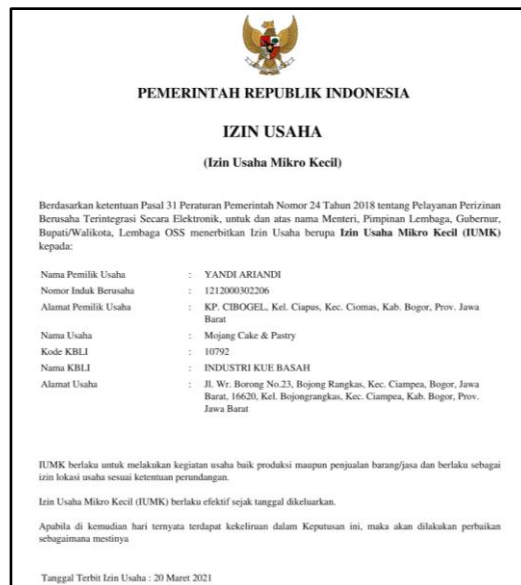 PEMERINTAH REPUBLIK INDONESIA
IZIN USAHA
(Izin Usaha Mikro Kecil)
Berdasarkan ketentuan Pasal 31 Peraturan Pemerintah Nomor 24 Tahun 2018 tentang Pelayanan Perizinan
Berusaha Terintegrasi Secara Elektronik, untuk dan atas nama Menteri, Pimpinan Lembaga, Gubernur,
Bupati/Walikota, Lembaga OSS menerbitkan Izin Usaha berupa Izin Usaha Mikro Kecil (IUMK)
kepada:
Nama Pemilik Usaha : YANDI ARIANDI
Nomor Induk Berusaha : 1212000302206
Alamat Pemilik Usaha : KP. CIBOGEL, Kel. Ciapus, Kec. Ciomas, Kab. Bogor, Prov. Jawa
Barat
Nama Usaha : Mojang Cake & Pastry
Kode KBLI : 10792
Nama KBLI : INDUSTRI KUE BASAH
Alamat Usaha : Jl. Wr. Borong No.23, Bojong Rangkas, Kec. Ciampea, Bogor, Jawa
Barat, 16620, Kel. Bojongrangkas, Kec. Ciampea, Kab. Bogor, Prov.
Jawa Barat
IUMK berlaku untuk melakukan kegiatan usaha baik produksi maupun penjualan barang/jasa dan berlaku sebagai
izin lokasi usaha sesuai ketentuan perundangan.
Izin Usaha Mikro Kecil (IUMK) berlaku efektif sejak tanggal dikeluarkan.
Apabila di kemudian hari ternyata terdapat kekeliruan dalam Keputusan ini, maka akan dilakukan perbaikan
sebagaimana mestinya
Tanggal Terbit Izin Usaha : 20 Maret 2021